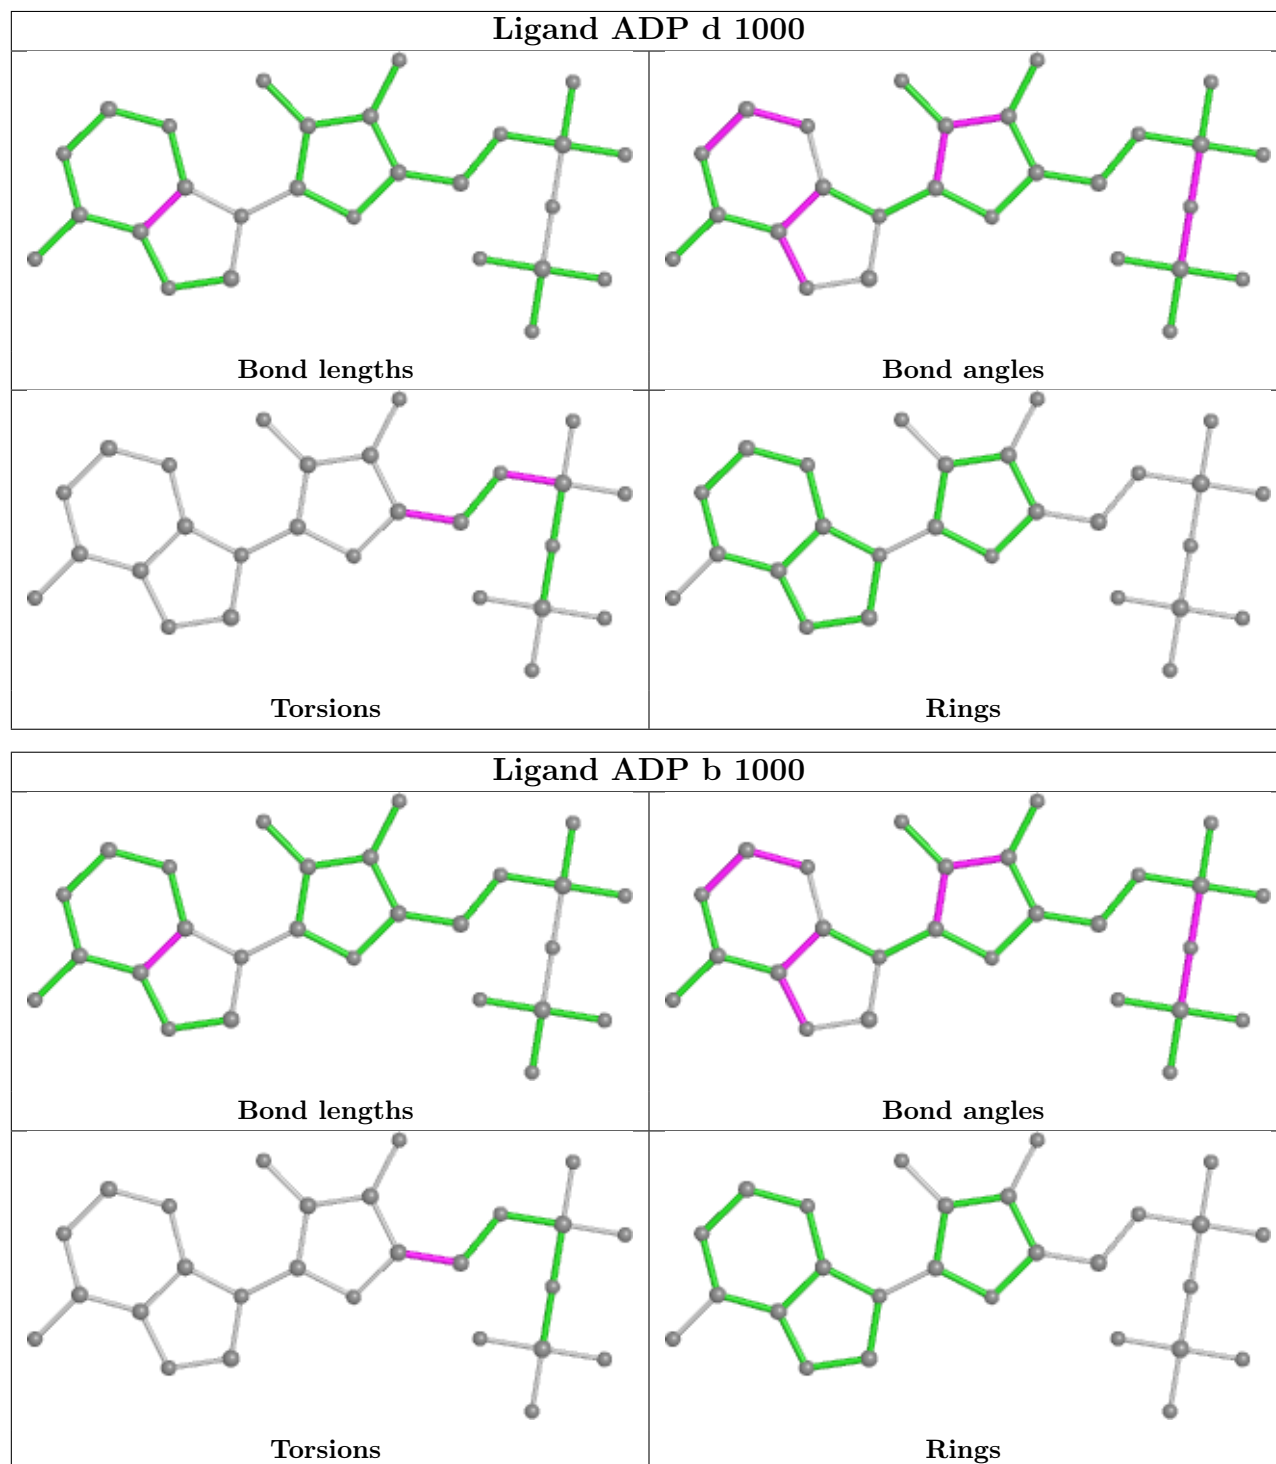 Ligand ADP d 1000
Bond lengths Bond angles
Torsions Rings
Ligand ADP b 1000
Bond lengths Bond angles
Torsions Rings